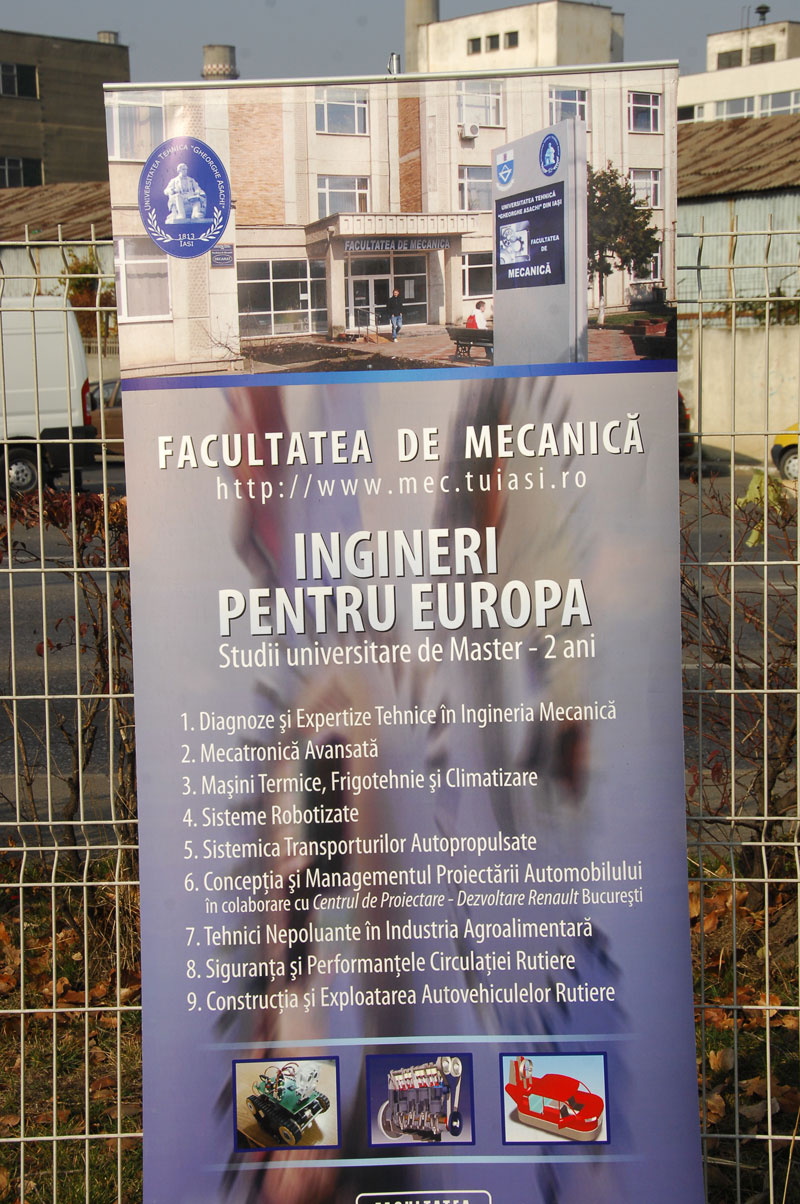 UNIVERSITATEA TEHNICA "GHEORGHE ASACHI"
1813
IASI
FACULTATEA DE MECANICĂ
UNIVERSITATEA TEHNICĂ
"GHEORGHE ASACHI" DIN IAŞI
FACULTATEA
DE
MECANICĂ
FACULTATEA DE MECANICĂ
http://www.mec.tuiasi.ro
INGINERI
PENTRU EUROPA
Studii universitare de Master - 2 ani
1. Diagnoze şi Expertize Tehnice în Ingineria Mecanică
2. Mecatronică Avansată
3. Maşini Termice, Frigotehnie şi Climatizare
4. Sisteme Robotizate
5. Sistemica Transporturilor Autopropulsate
6. Concepţia şi Managementul Proiectării Automobilului
în colaborare cu Centrul de Proiectare - Dezvoltare Renault Bucureşti
7. Tehnici Nepoluante în Industria Agroalimentară
8. Siguranţa şi Performanţele Circulaţiei Rutiere
9. Construcţia şi Exploatarea Autovehiculelor Rutiere
FACULTATEA